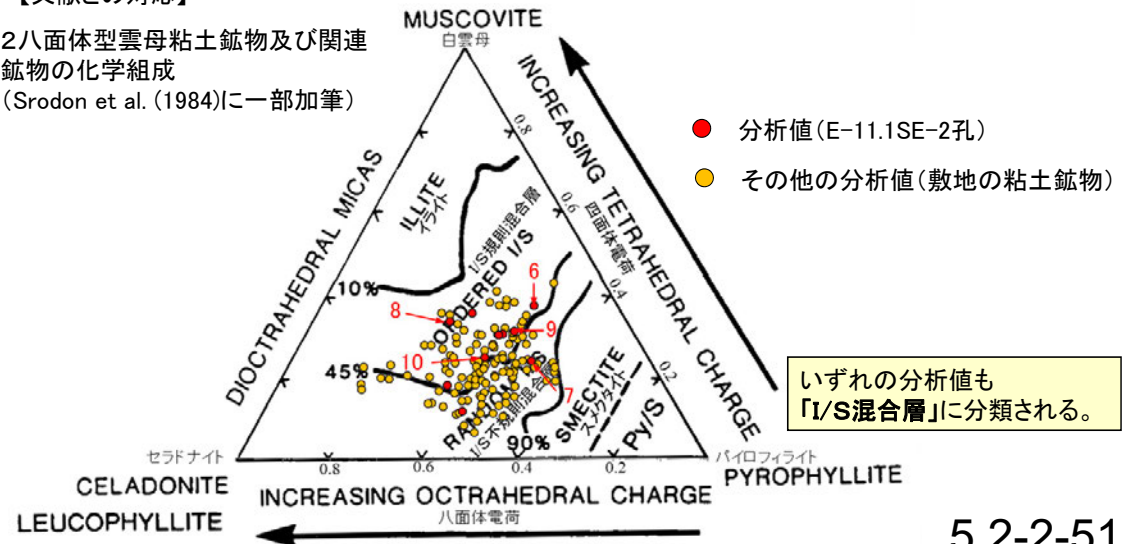 ２八面体型雲母粘土鉱物及び関連
鉱物の化学組成
(Srodon et al. (1984)に一部加筆)
MUSCOVITE
白雲母
分析値(E-11.1SE-2孔)
その他の分析値(敷地の粘土鉱物)
INCREASING TETRAHEDRAL CHARGE
四面体電荷
DIOCTRAHEDRAL MICAS
0.8
0.6
0.4
0.2
ILLITE
イライト
I/S規則混合層
ORDERED I/S
10%
6
8
9
10
7
45%
I/S不規則混合層
90%
SMECTITE
スメクタイト
Py/S
いずれの分析値も
「I/S混合層」に分類される。
セラドナイト
CELADONITE
LEUCOPHYLLITE
0.8
0.6
0.4
0.2
パイロフィライト
PYROPHYLLITE
INCREASING OCTRAHEDRAL CHARGE
八面体電荷
5.2-2-51